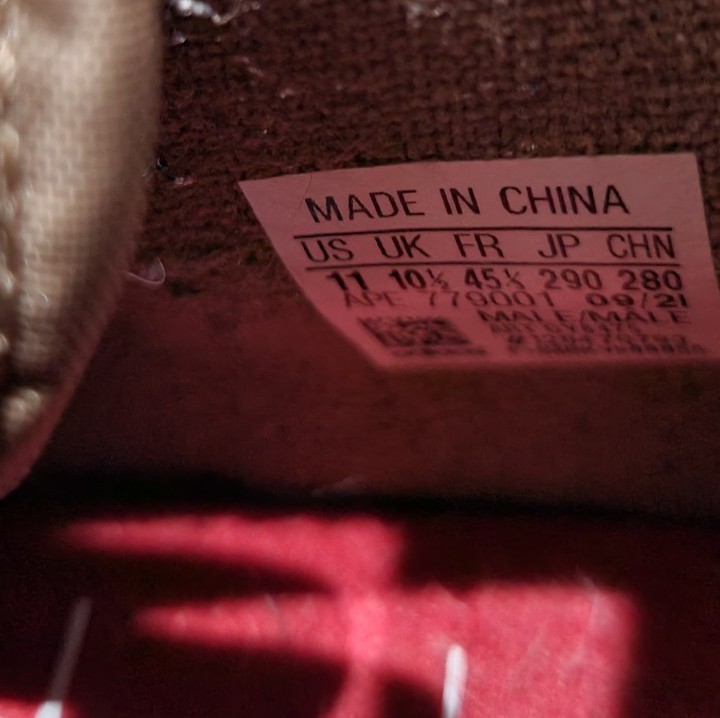 MADE IN CHINA
US UK FR JP CHN
11 10½ 45⅓ 290 280
APE 779001 09/21
MALE/MALE